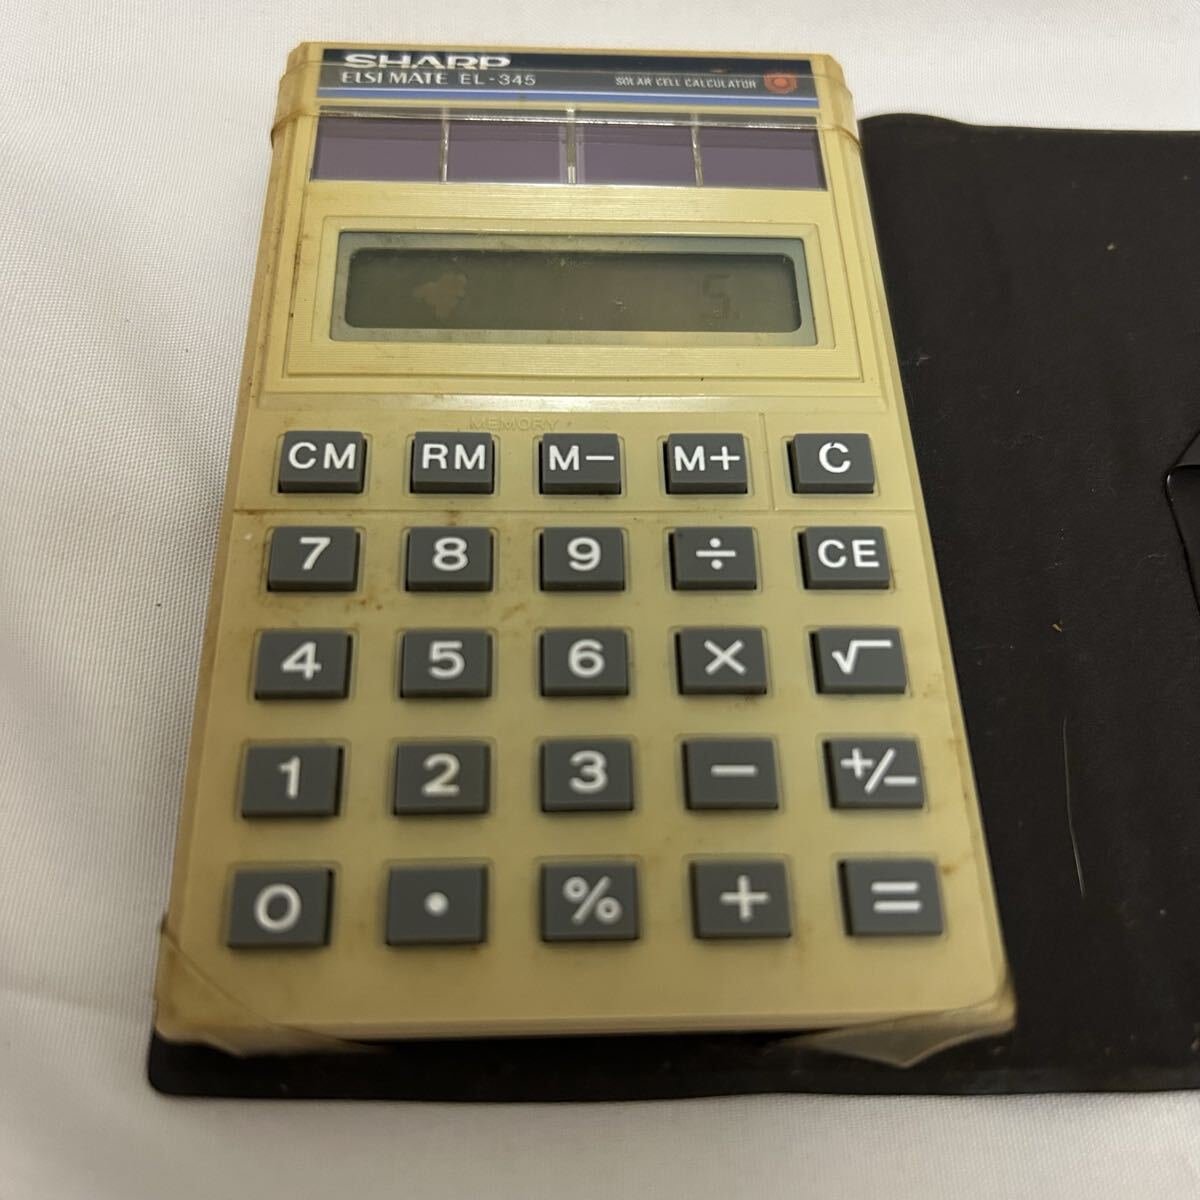 SHARP
ELSI MATE EL-345 SOLAR CELL CALCULATOR
5.
MEMORY
CM RM M− M+ C
7 8 9 ÷ CE
4 5 6 × √
1 2 3 − +/−
0 • % + =